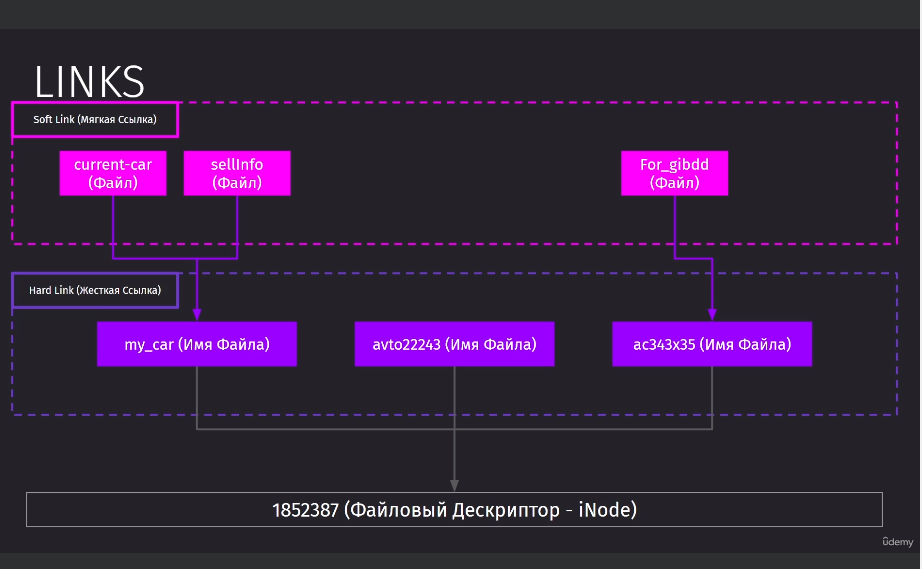 LINKS
Soft Link (Мягкая Ссылка)
current-car
(Файл)
sellInfo
(Файл)
For_gibdd
(Файл)
Hard Link (Жесткая Ссылка)
my_car (Имя Файла)
avto22243 (Имя Файла)
ac343x35 (Имя Файла)
1852387 (Файловый Дескриптор - iNode)
ûdemy